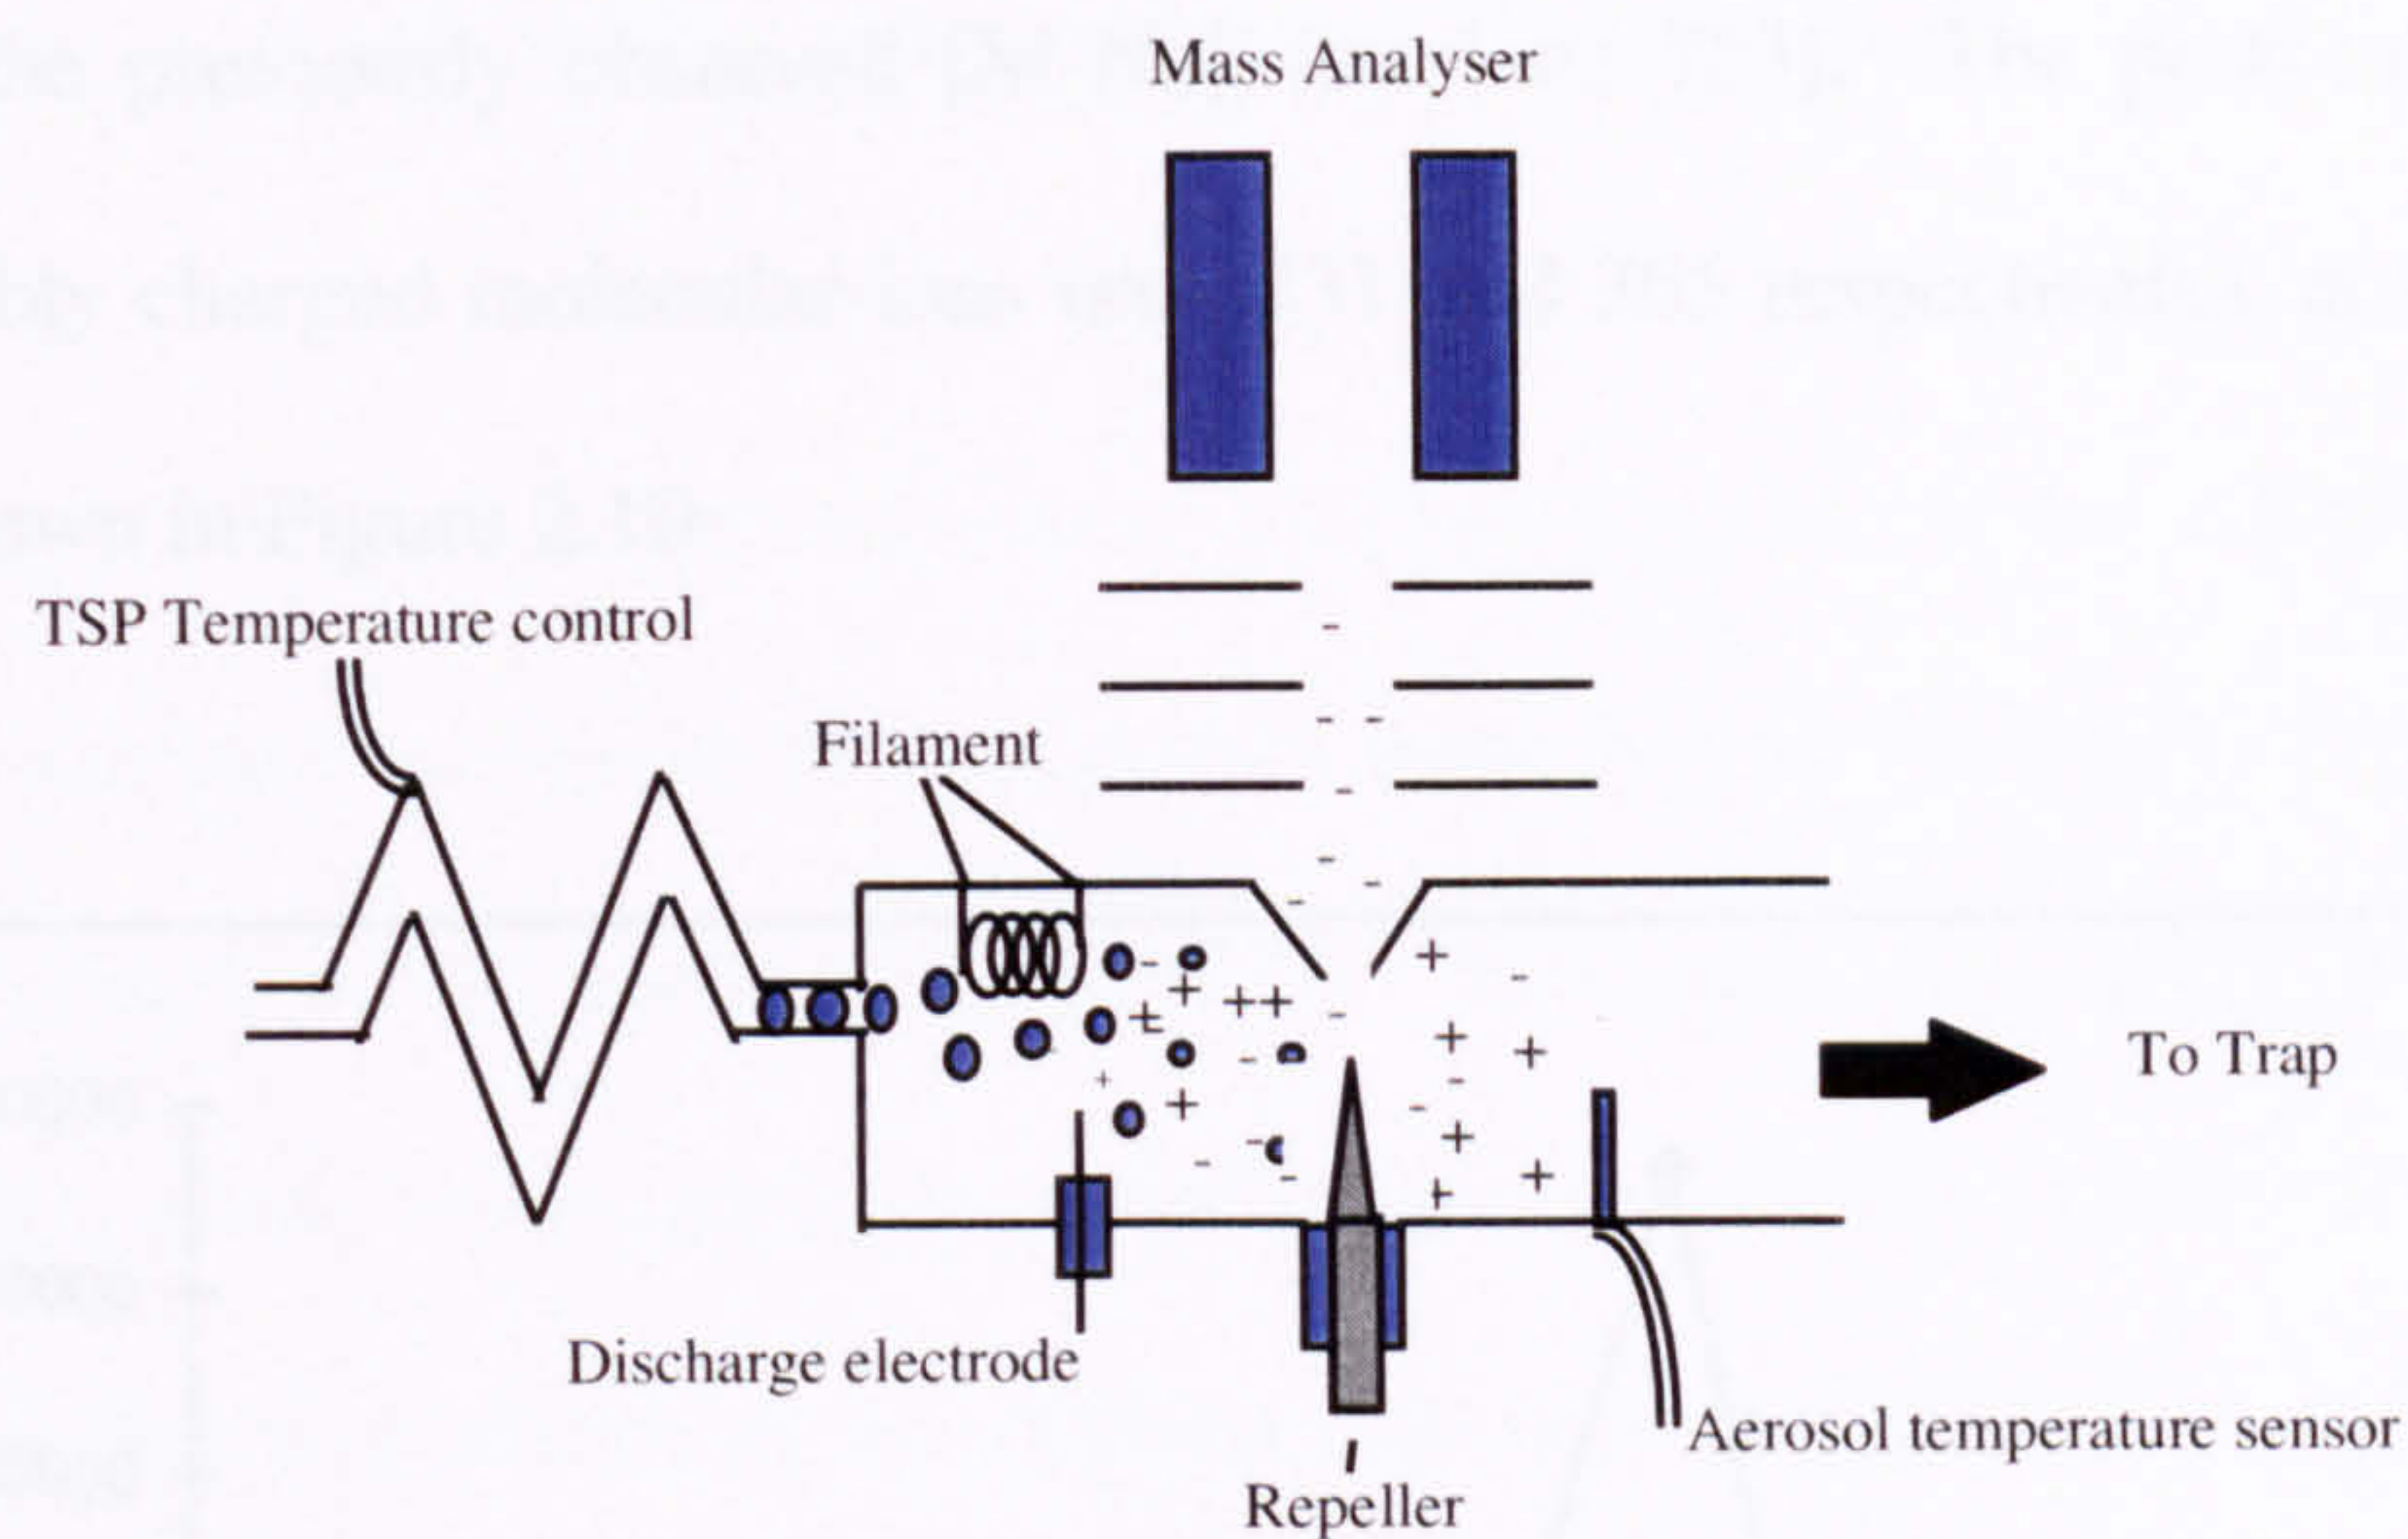 Mass Analyser
TSP Temperature control
Filament
To Trap
Discharge electrode
Aerosol temperature sensor
Repeller